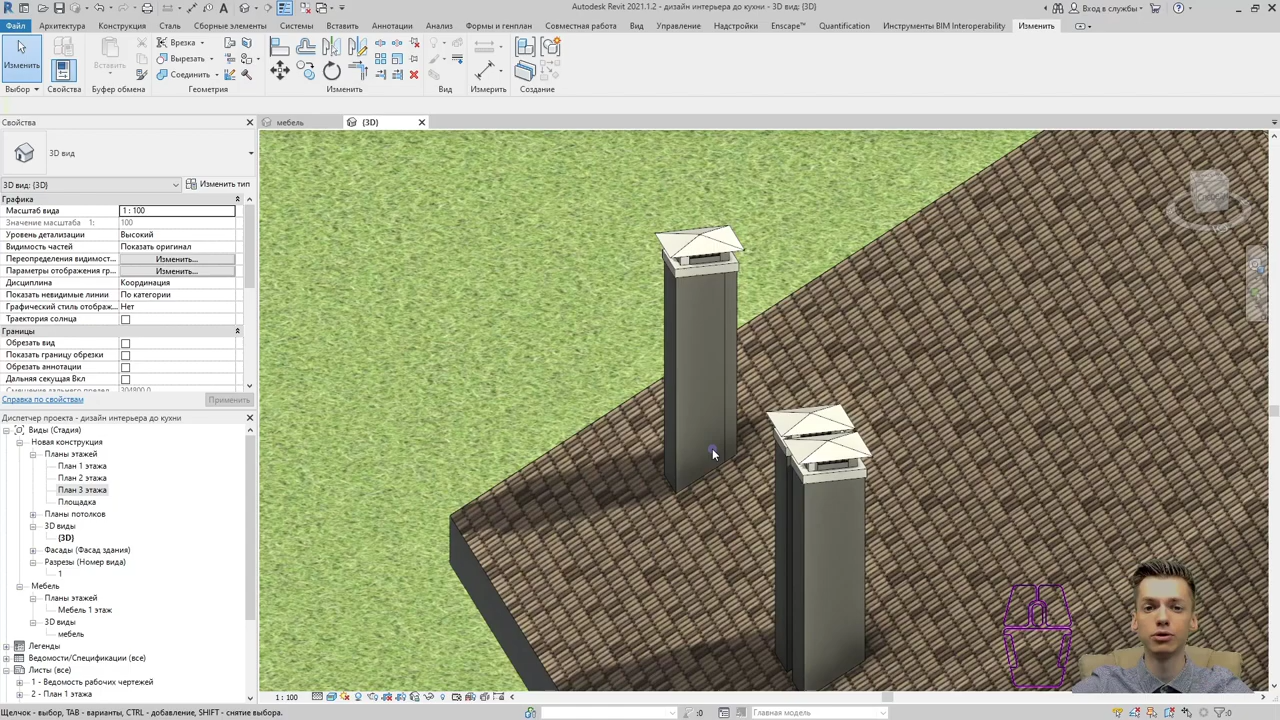 Autodesk Revit 2021.1.2 - дизайн интерьера до кухни - 3D вид: {3D}
Вход в службы
Файл Архитектура Конструкция Сталь Сборные элементы Системы Вставить Аннотации Анализ Формы и генплан Совместная работа Вид Управление Надстройки Enscape™ Quantification Инструменты BIM Interoperability Изменить
Изменить
Вставить
Врезка
Вырезать
Соединить
Выбор Свойства Буфер обмена Геометрия Изменить Вид Измерить Создание
Свойства
мебель
{3D}
3D вид
3D вид: {3D}
Изменить тип
Графика
Масштаб вида 1 : 100
Значение масштаба 1: 100
Уровень детализации Высокий
Видимость частей Показать оригинал
Переопределения видимост... Изменить...
Параметры отображения гр... Изменить...
Дисциплина Координация
Показать невидимые линии По категории
Графический стиль отображ... Нет
Траектория солнца
Границы
Обрезать вид
Показать границу обрезки
Обрезать аннотации
Дальняя секущая Вкл
Справка по свойствам
Применить
Диспетчер проекта - дизайн интерьера до кухни
Виды (Стадия)
Новая конструкция
Планы этажей
План 1 этажа
План 2 этажа
План 3 этажа
Площадка
Планы потолков
3D виды
{3D}
Фасады (Фасад здания)
Разрезы (Номер вида)
1
Мебель
Планы этажей
Мебель 1 этаж
3D виды
мебель
Легенды
Ведомости/Спецификации (все)
Листы (все)
1 - Ведомость рабочих чертежей
2 - План 1 этажа
1 : 100
Щелчок - выбор, TAB - варианты, CTRL - добавление, SHIFT - снятие выбора.
:0
Главная модель
:0